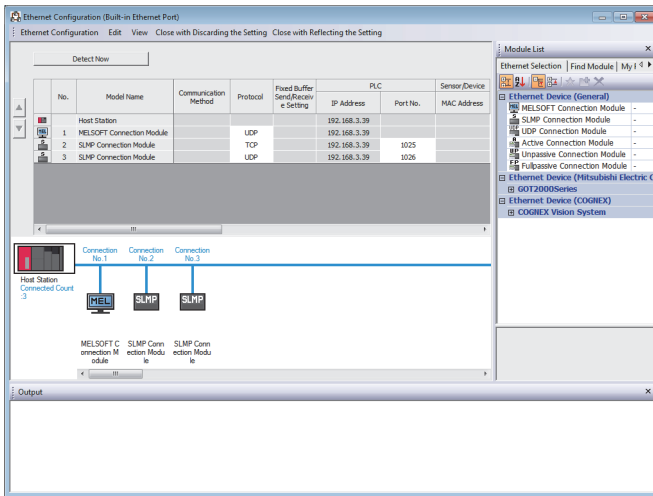 Ethernet Configuration (Built-in Ethernet Port)
Ethernet Configuration Edit View Close with Discarding the Setting Close with Reflecting the Setting
Detect Now
No. Model Name Communication Method Protocol Fixed Buffer Send/Receiv e Setting PLC Sensor/Device
IP Address Port No. MAC Address
Host Station 192.168.3.39
1 MELSOFT Connection Module UDP 192.168.3.39
2 SLMP Connection Module TCP 192.168.3.39 1025
3 SLMP Connection Module UDP 192.168.3.39 1026
Connection No.1
Connection No.2
Connection No.3
Host Station
Connected Count
:3
MEL
SLMP
SLMP
MELSOFT C
onnection M
odule
SLMP Conn
ection Modu
le
SLMP Conn
ection Modu
le
Module List
Ethernet Selection Find Module My
Ethernet Device (General)
MELSOFT Connection Module -
SLMP Connection Module -
UDP Connection Module -
Active Connection Module -
Unpassive Connection Module -
Fullpassive Connection Module -
Ethernet Device (Mitsubishi Electric C
GOT2000Series
Ethernet Device (COGNEX)
COGNEX Vision System
Output